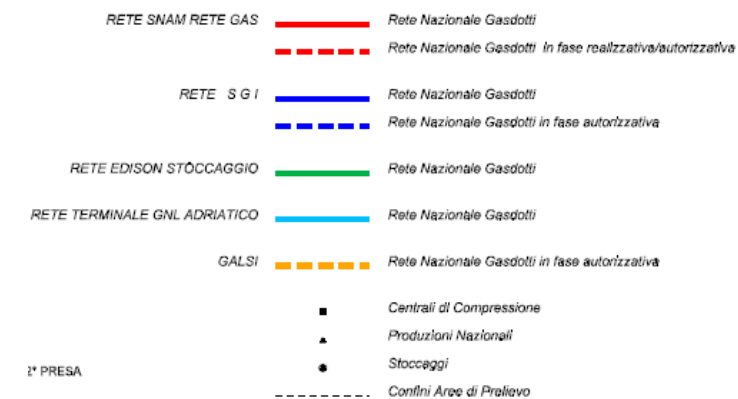 RETE SNAM RETE GAS Rete Nazionale Gasdotti
Rete Nazionale Gasdotti in fase realizzativa/autorizzativa
RETE S G I Rete Nazionale Gasdotti
Rete Nazionale Gasdotti in fase autorizzativa
RETE EDISON STOCCAGGIO Rete Nazionale Gasdotti
RETE TERMINALE GNL ADRIATICO Rete Nazionale Gasdotti
GALSI Rete Nazionale Gasdotti in fase autorizzativa
Centrali di Compressione
Produzioni Nazionali
Stoccaggi
2* PRESA
Confini Aree di Prelievo